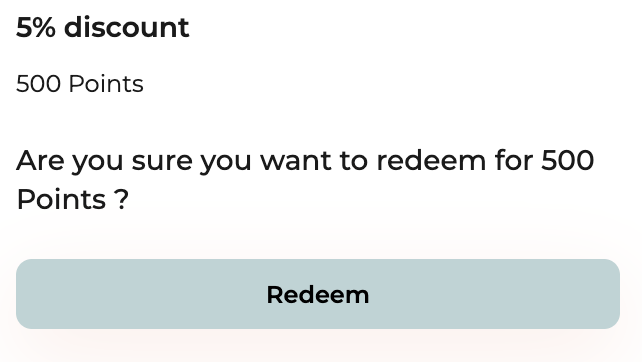 5% discount
500 Points
Are you sure you want to redeem for 500
Points ?
Redeem